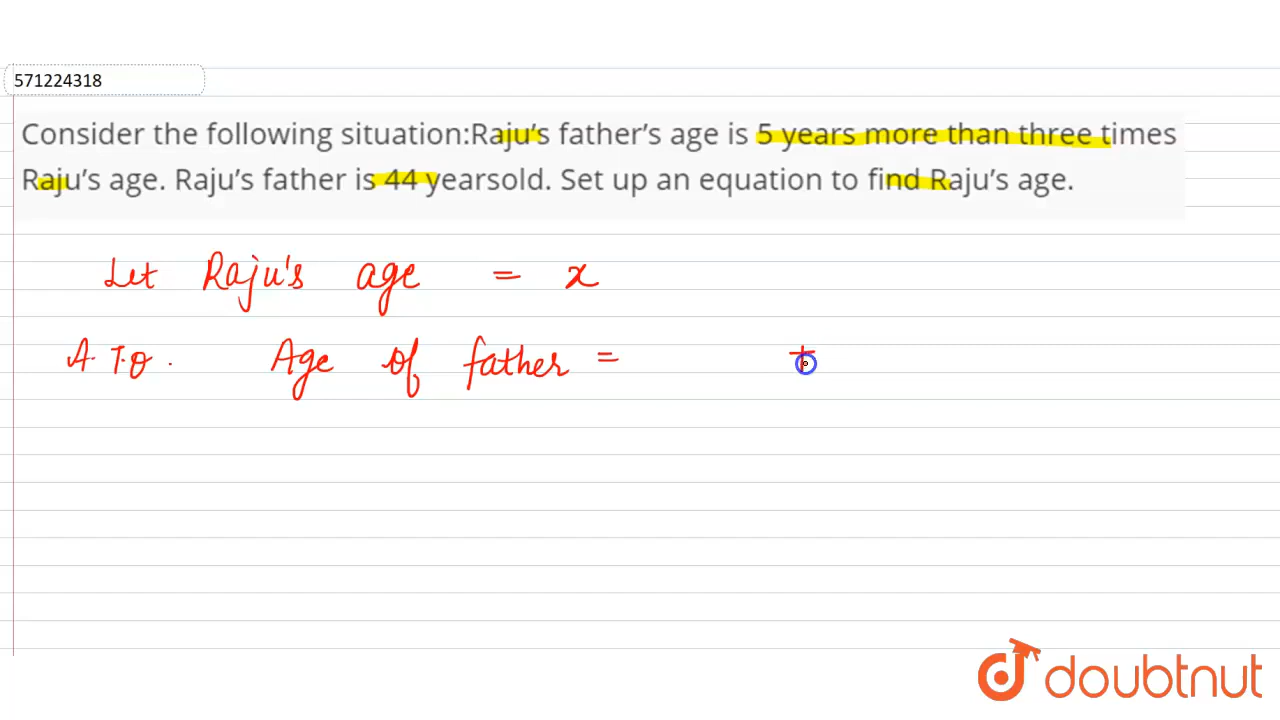 571224318
Consider the following situation:Raju’s father’s age is 5 years more than three times
Raju’s age. Raju’s father is 44 yearsold. Set up an equation to find Raju’s age.
Let Raju's age = x
A.T.Q. Age of father = +
doubtnut